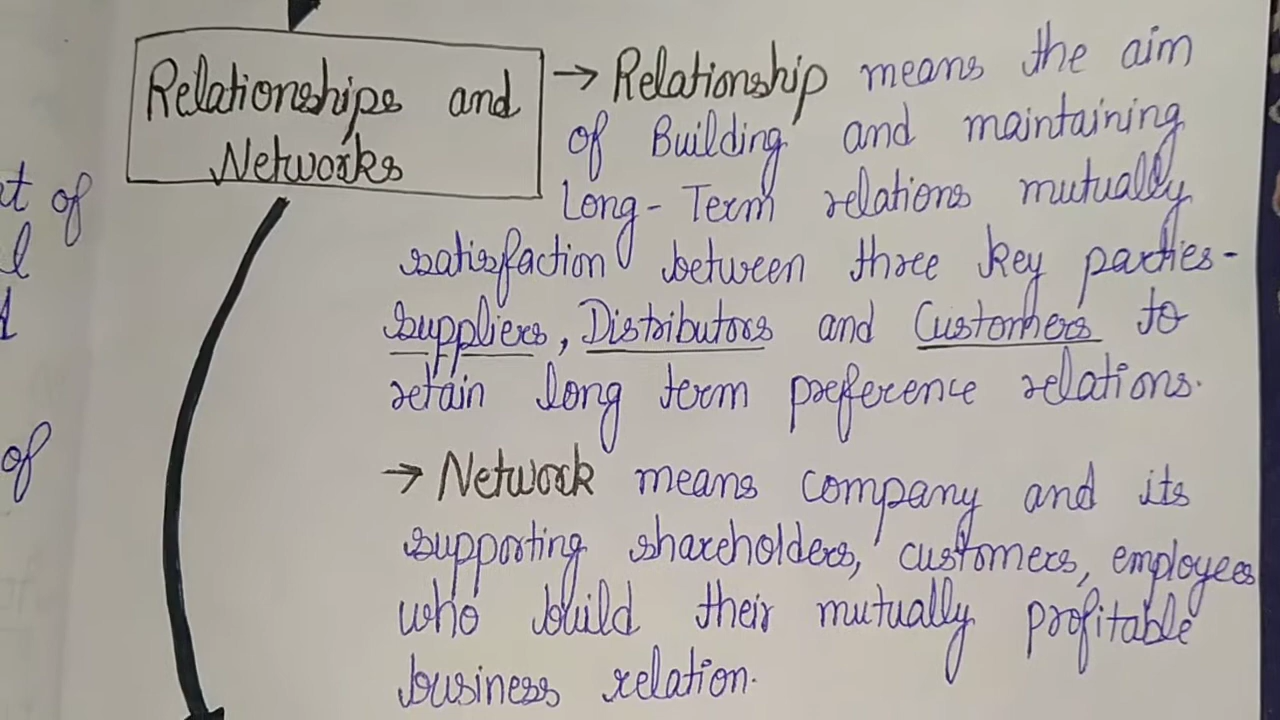 Relationships and
Networks
→ Relationship means the aim
of Building and maintaining
Long-Term relations mutually
satisfaction between three key parties-
suppliers, Distributors and Customers to
retain long term preference relations.
→ Network means company and its
supporting shareholders, customers, employees
who build their mutually profitable
business relation.
of
of